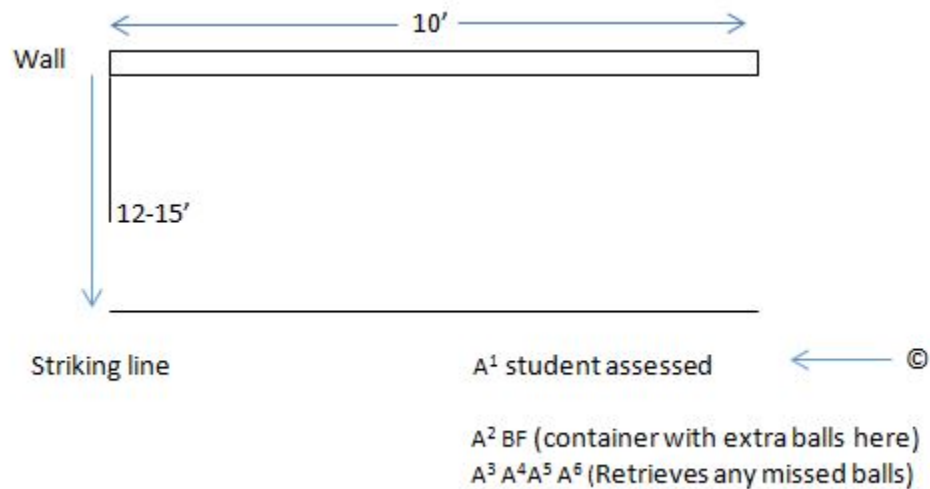 10’
Wall
12-15’
Striking line
A¹ student assessed
©
A² BF (container with extra balls here)
A³ A⁴A⁵ A⁶ (Retrieves any missed balls)